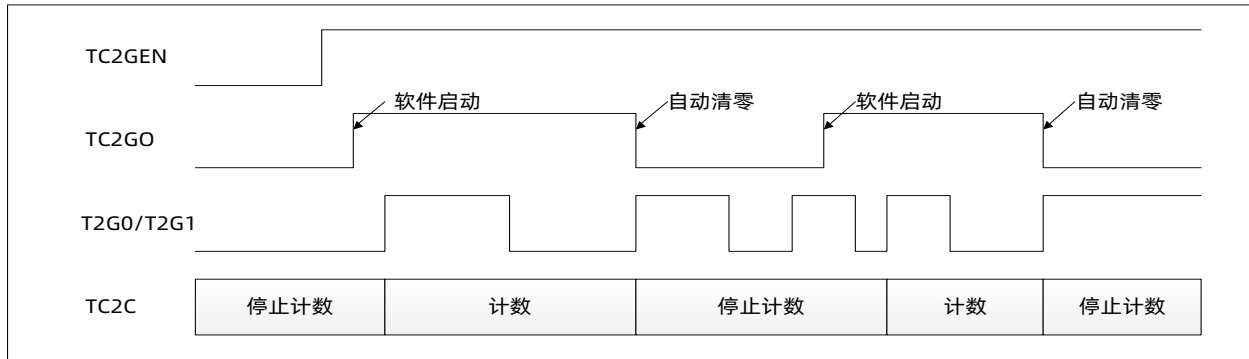 TC2GEN
软件启动 自动清零 软件启动 自动清零
TC2GO
T2G0/T2G1
TC2C 停止计数 计数 停止计数 计数 停止计数